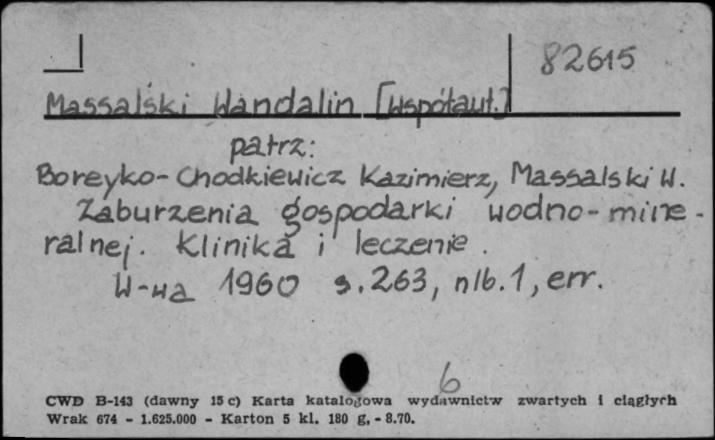 82615
Massalski Wandalin [współaut.]
patrz:
Boreyko-Chodkiewicz Kazimierz, Massalski W.
Zaburzenia gospodarki wodno-mine-
ralnej. Klinika i leczenie.
W-wa 1960 s. 263, nlb. 1, err.
6
CWD B-143 (dawny 15 c) Karta katalogowa wydawnictw zwartych i ciągłych
Wrak 674 - 1.625.000 - Karton 5 kl. 180 g, - 8.70.